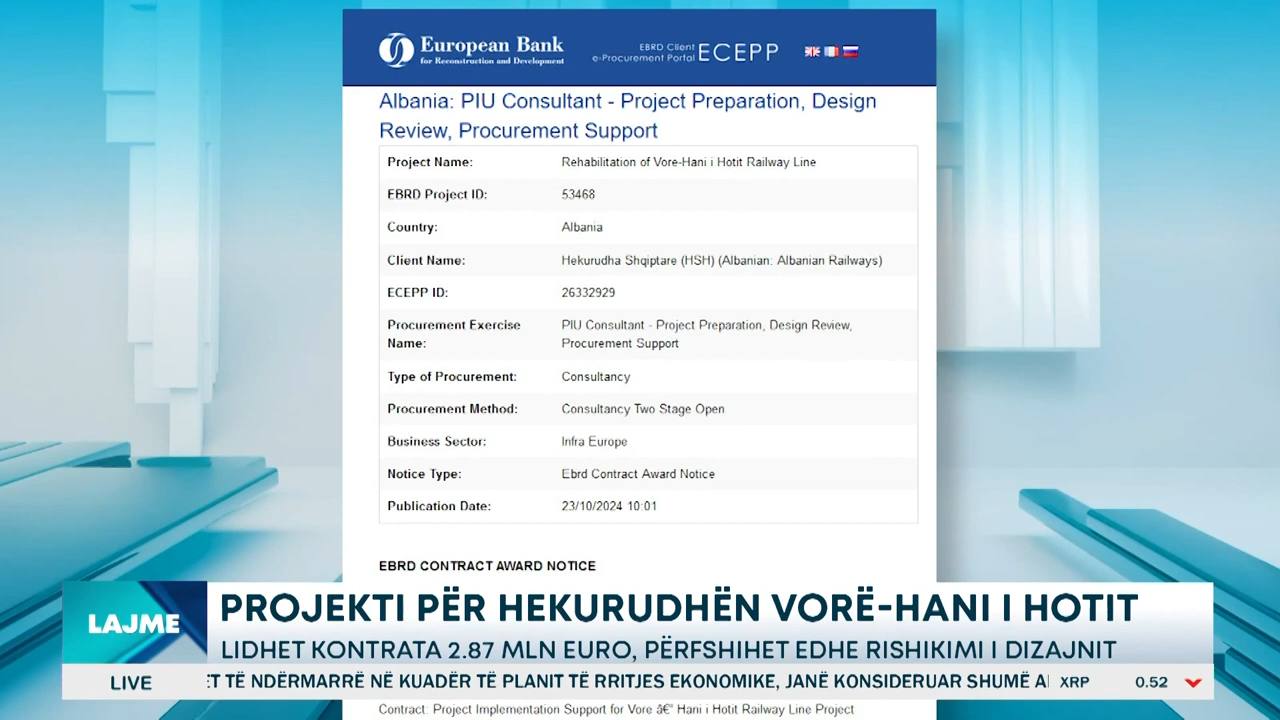 European Bank
for Reconstruction and Development
EBRD Client
e-Procurement Portal
ECEPP
Albania: PIU Consultant - Project Preparation, Design
Review, Procurement Support
Project Name: Rehabilitation of Vore-Hani i Hotit Railway Line
EBRD Project ID: 53468
Country: Albania
Client Name: Hekurudha Shqiptare (HSH) (Albanian: Albanian Railways)
ECEPP ID: 26332929
Procurement Exercise
Name:
PIU Consultant - Project Preparation, Design Review,
Procurement Support
Type of Procurement: Consultancy
Procurement Method: Consultancy Two Stage Open
Business Sector: Infra Europe
Notice Type: Ebrd Contract Award Notice
Publication Date: 23/10/2024 10:01
EBRD CONTRACT AWARD NOTICE
LAJME
PROJEKTI PËR HEKURUDHËN VORË-HANI I HOTIT
LIDHET KONTRATA 2.87 MLN EURO, PËRFSHIHET EDHE RISHIKIMI I DIZAJNIT
LIVE
TË NDËRMARRË NË KUADËR TË PLANIT TË RRITJES EKONOMIKE, JANË KONSIDERUAR SHUMË
XRP 0.52
Contract: Project Implementation Support for Vore â€“ Hani i Hotit Railway Line Project